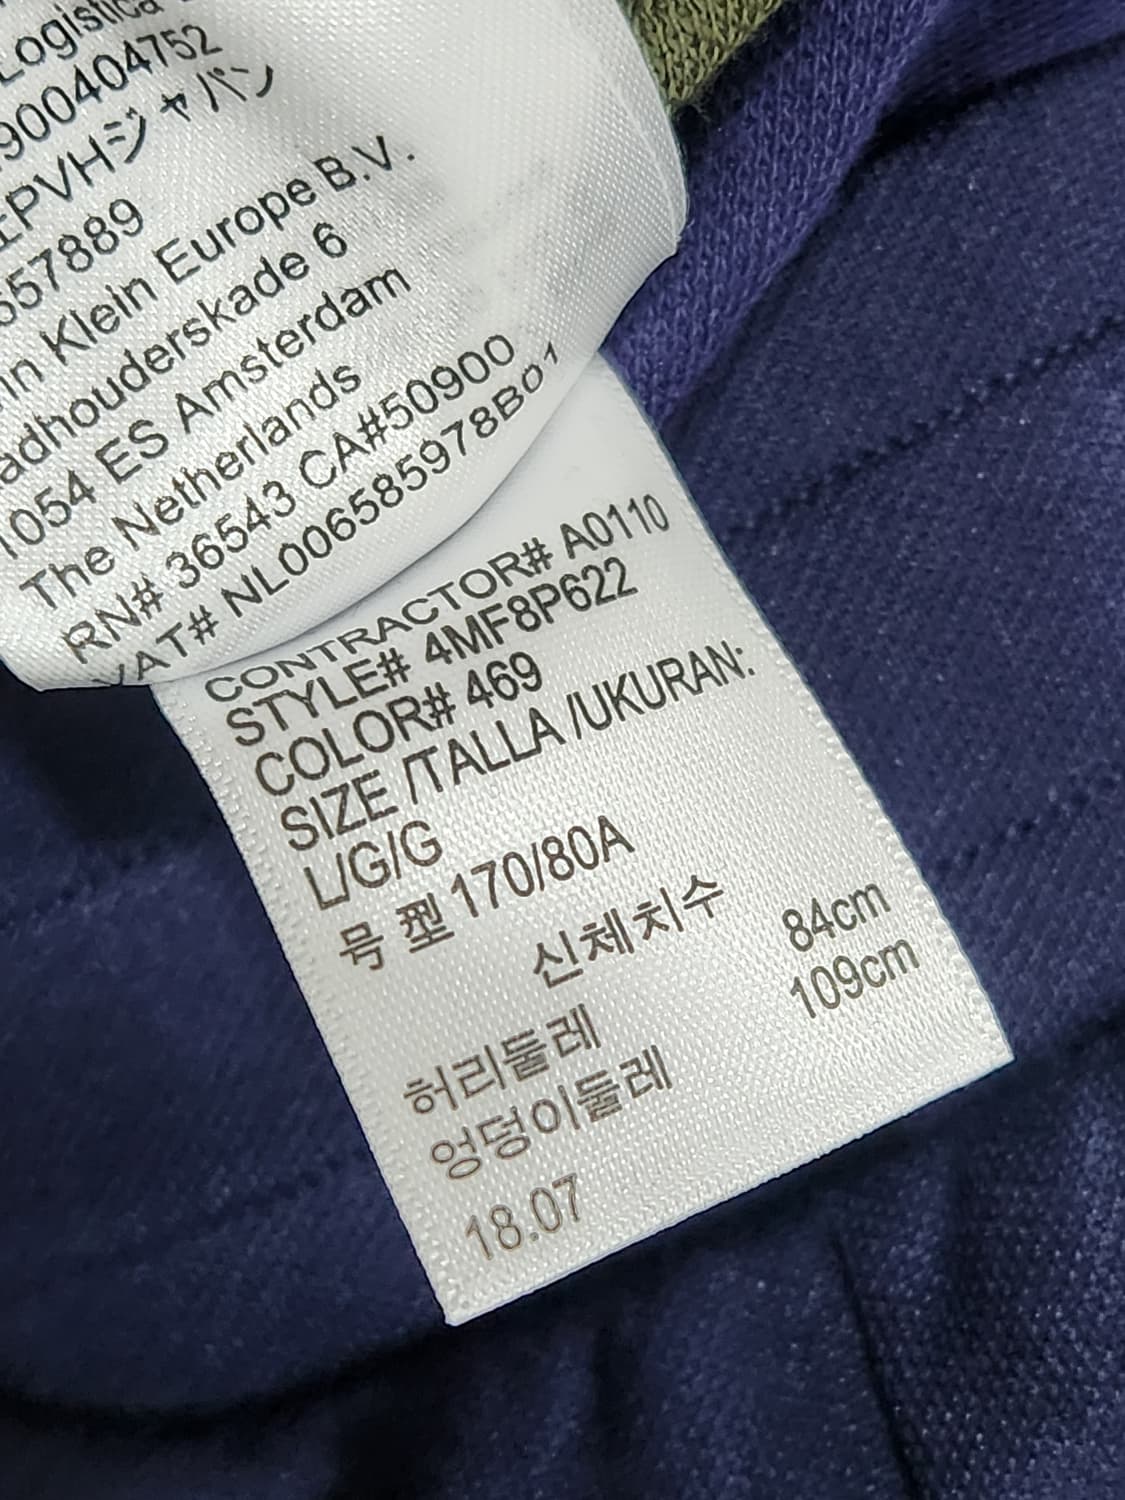 Logística
900404752
PVHジャパン
557889
in Klein Europe B.V.
adhouderskade 6
1054 ES Amsterdam
The Netherlands
RN# 36543 CA#50900
VAT# NL006585978B01
CONTRACTOR# A0110
STYLE# 4MF8P622
COLOR# 469
SIZE /TALLA /UKURAN:
L/G/G
号 型 170/80A
신체치수
허리둘레 84cm
엉덩이둘레 109cm
18.07